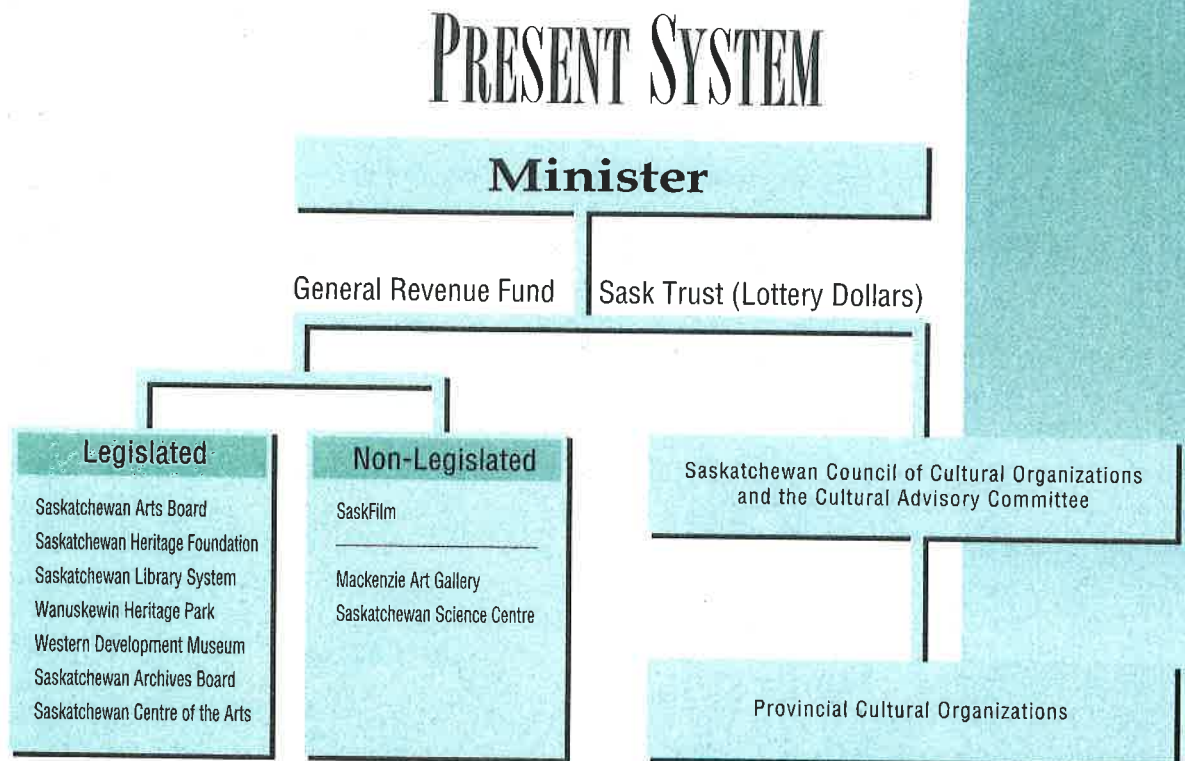 PRESENT SYSTEM
Minister
General Revenue Fund
Sask Trust (Lottery Dollars)
Legislated
Saskatchewan Arts Board
Saskatchewan Heritage Foundation
Saskatchewan Library System
Wanuskewin Heritage Park
Western Development Museum
Saskatchewan Archives Board
Saskatchewan Centre of the Arts
Non-Legislated
SaskFilm
Mackenzie Art Gallery
Saskatchewan Science Centre
Saskatchewan Council of Cultural Organizations
and the Cultural Advisory Committee
Provincial Cultural Organizations